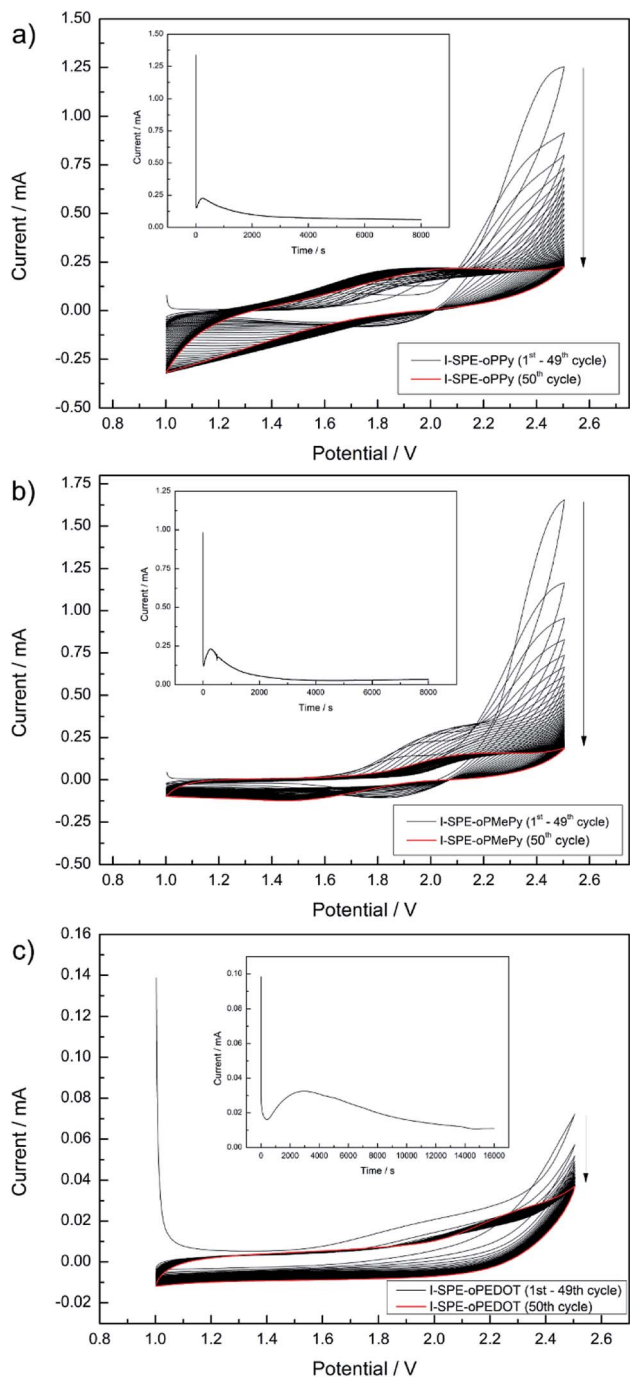 a)
1.50
1.25
1.00
0.75
0.50
0.25
0.00
Current / mA
0
2000
4000
6000
8000
Time / s
1.50
1.25
1.00
0.75
0.50
0.25
0.00
-0.25
-0.50
Current / mA
I-SPE-oPPy (1st - 49th cycle)
I-SPE-oPPy (50th cycle)
0.8 1.0 1.2 1.4 1.6 1.8 2.0 2.2 2.4 2.6
Potential / V
b)
1.25
1.00
0.75
0.50
0.25
0.00
Current / mA
0
2000
4000
6000
8000
Time / s
1.75
1.50
1.25
1.00
0.75
0.50
0.25
0.00
-0.25
-0.50
Current / mA
I-SPE-oPMePy (1st - 49th cycle)
I-SPE-oPMePy (50th cycle)
0.8 1.0 1.2 1.4 1.6 1.8 2.0 2.2 2.4 2.6
Potential / V
c)
0.10
0.08
0.06
0.04
0.02
0.00
Current / mA
0 2000 4000 6000 8000 10000 12000 14000 16000
Time / s
0.16
0.14
0.12
0.10
0.08
0.06
0.04
0.02
0.00
-0.02
Current / mA
I-SPE-oPEDOT (1st - 49th cycle)
I-SPE-oPEDOT (50th cycle)
0.8 1.0 1.2 1.4 1.6 1.8 2.0 2.2 2.4 2.6
Potential / V